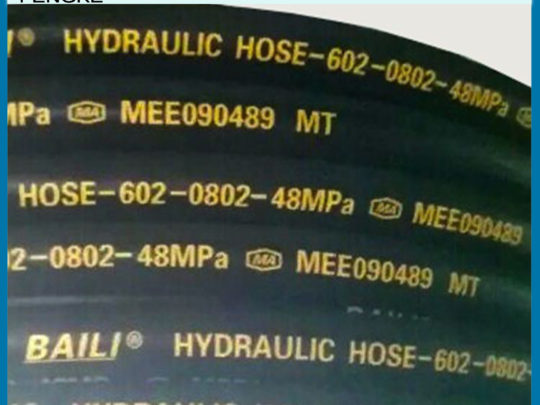 I® HYDRAULIC HOSE-602-0802-48MPa
MPa MA MEE090489 MT
HOSE-602-0802-48MPa MA MEE090489
2-0802-48MPa MA MEE090489 MT
BAILI® HYDRAULIC HOSE-602-0802-